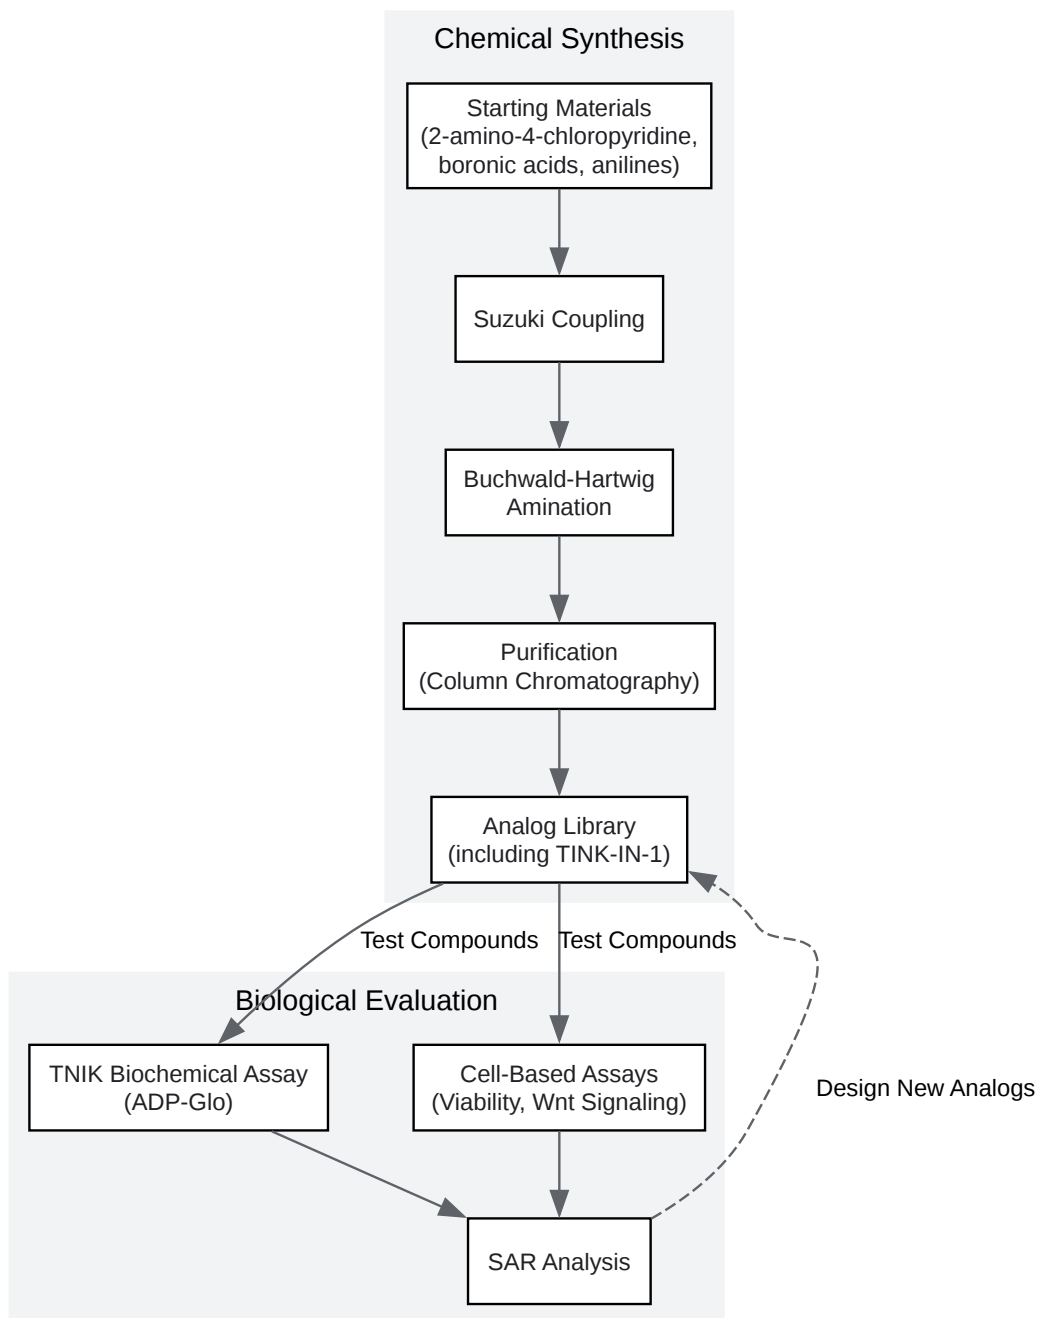 Chemical Synthesis
Starting Materials
(2-amino-4-chloropyridine,
boronic acids, anilines)
Suzuki Coupling
Buchwald-Hartwig
Amination
Purification
(Column Chromatography)
Analog Library
(including TINK-IN-1)
Test Compounds
Test Compounds
Biological Evaluation
TNIK Biochemical Assay
(ADP-Glo)
Cell-Based Assays
(Viability, Wnt Signaling)
Design New Analogs
SAR Analysis